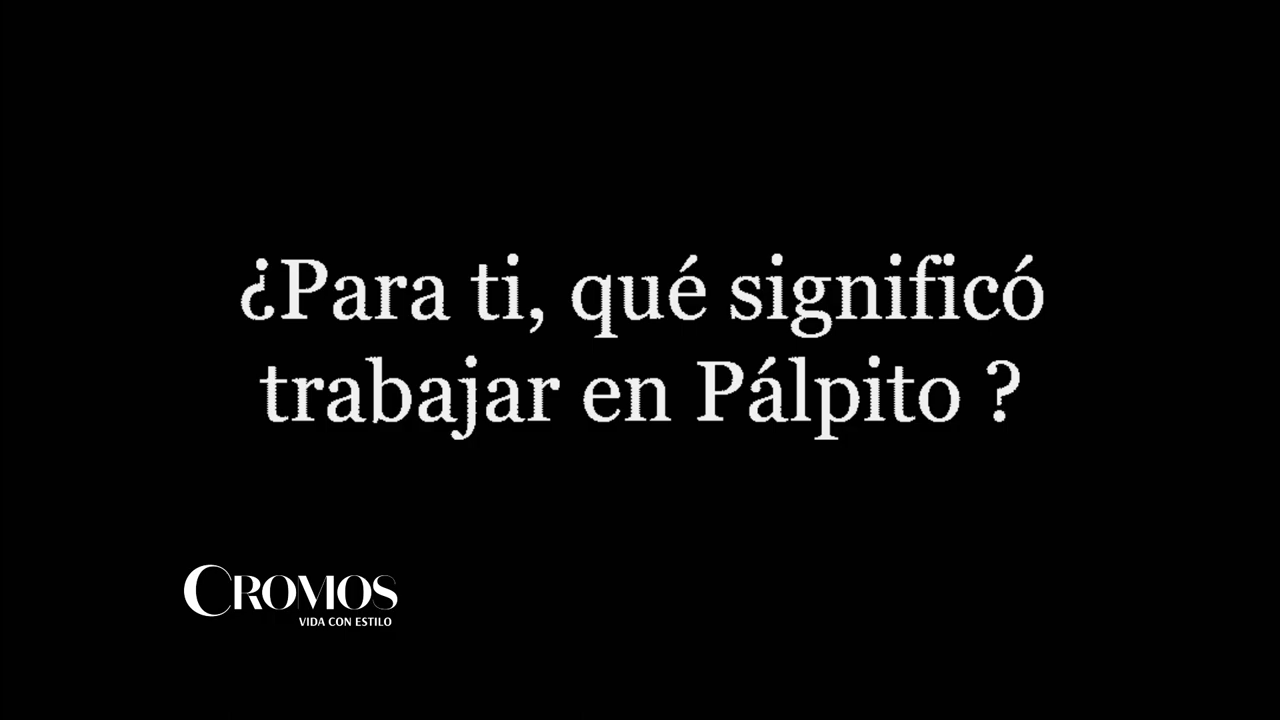 ¿Para ti, qué significó
trabajar en Pálpito ?
CROMOS
VIDA CON ESTILO